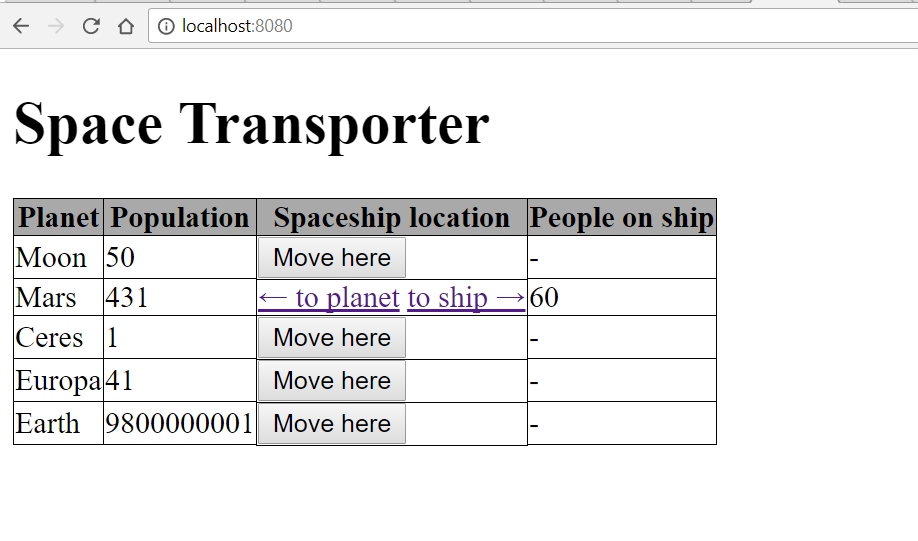 localhost:8080
Space Transporter
Planet Population Spaceship location People on ship
Moon 50 Move here -
Mars 431 ← to planet to ship → 60
Ceres 1 Move here -
Europa 41 Move here -
Earth 9800000001 Move here -